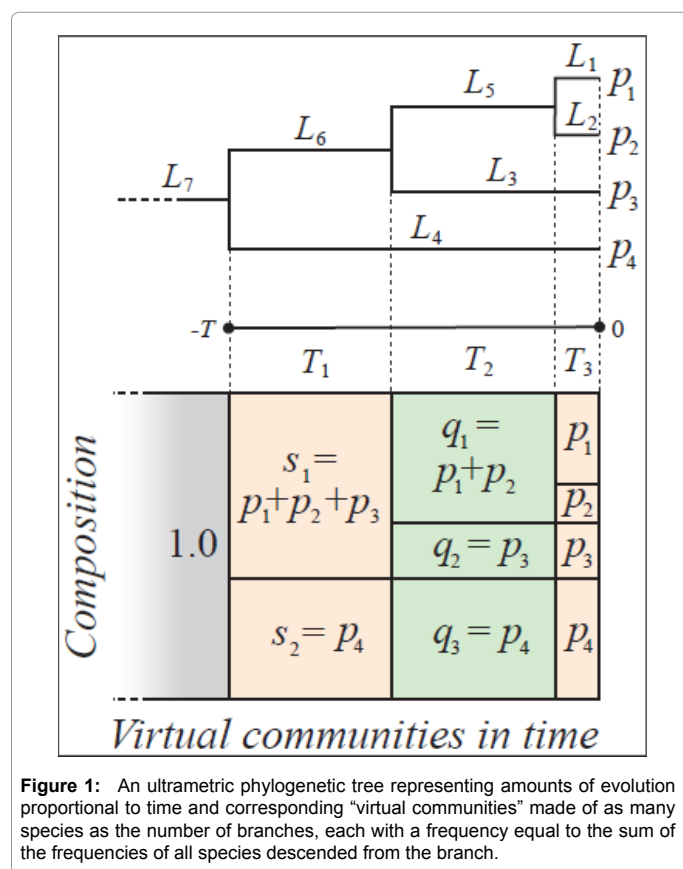 L₁
p₁
L₅
L₂
p₂
L₆
L₇
L₃
p₃
L₄
p₄
-T
0
T₁
T₂
T₃
Composition
1.0
s₁=
p₁+p₂+p₃
s₂= p₄
q₁ =
p₁+p₂
q₂ = p₃
q₃ = p₄
p₁
p₂
p₃
p₄
Virtual communities in time
Figure 1: An ultrametric phylogenetic tree representing amounts of evolution
proportional to time and corresponding “virtual communities” made of as many
species as the number of branches, each with a frequency equal to the sum of
the frequencies of all species descended from the branch.